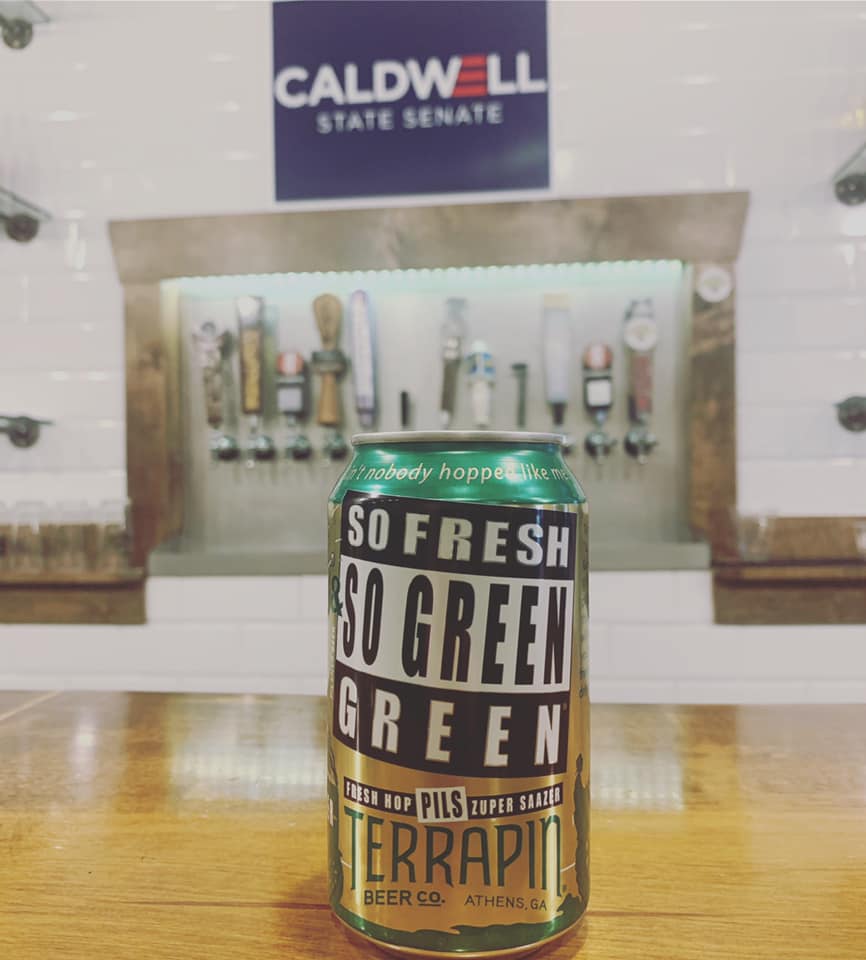 CALDWELL
STATE SENATE
n't nobody hopped like me
SO FRESH
&
SO GREEN
GREEN
FRESH HOP PILS ZUPER SAAZER
TERRAPIN
BEER CO. ATHENS, GA